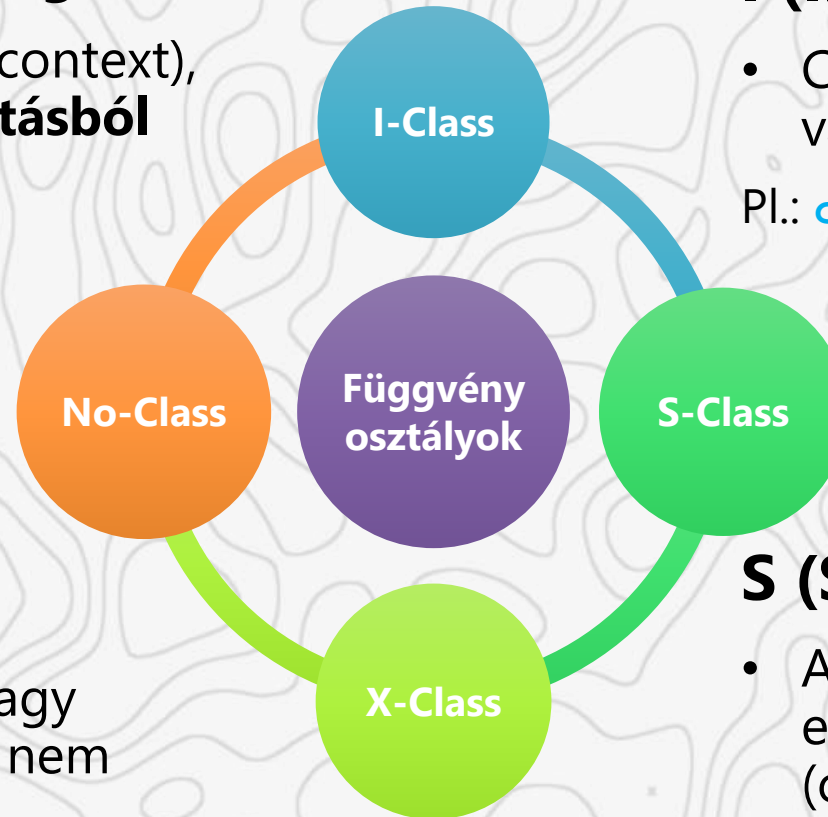 context),
tásból
I-Class
•
Pl.:
No-Class
Függvény
osztályok
S-Class
S (S
• A
X-Class
agy
nem
e